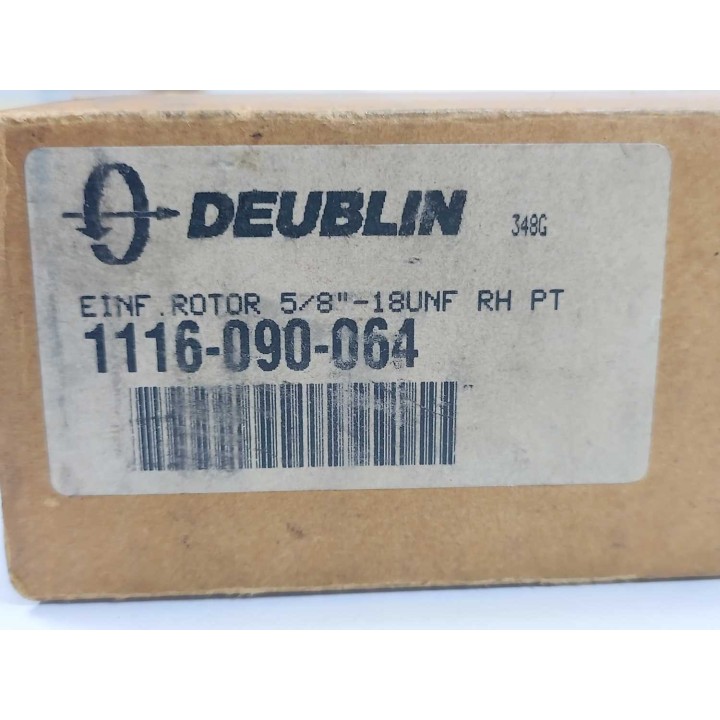 DEUBLIN 348G
EINF.ROTOR 5/8"-18UNF RH PT
1116-090-064